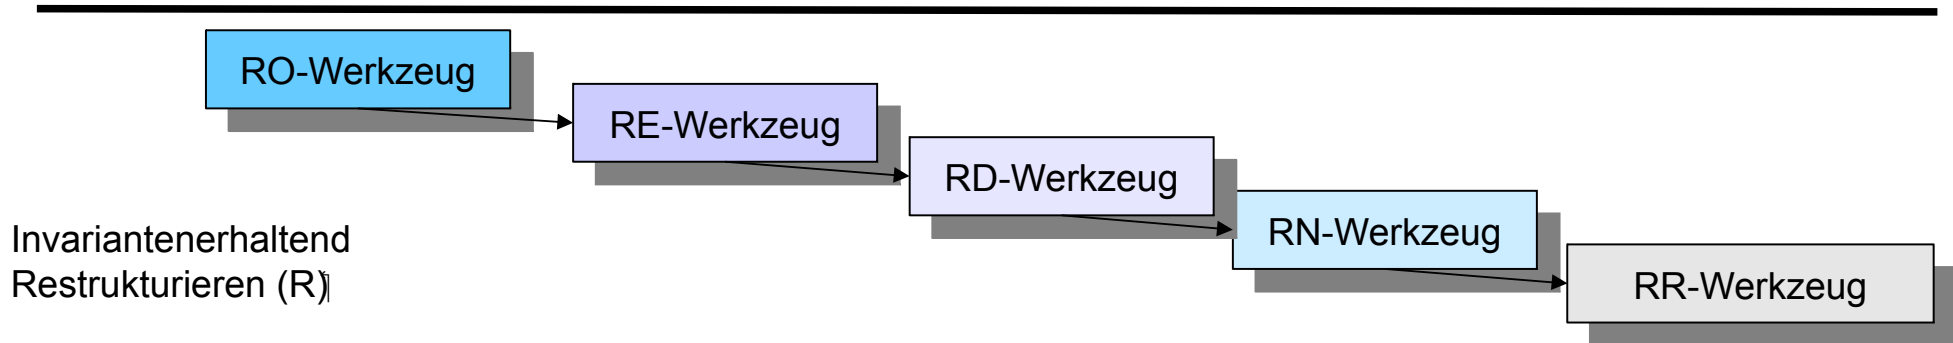 RO-Werkzeug
RE-Werkzeug
RD-Werkzeug
RN-Werkzeug
RR-Werkzeug
Invariantenerhaltend
Restrukturieren (R)